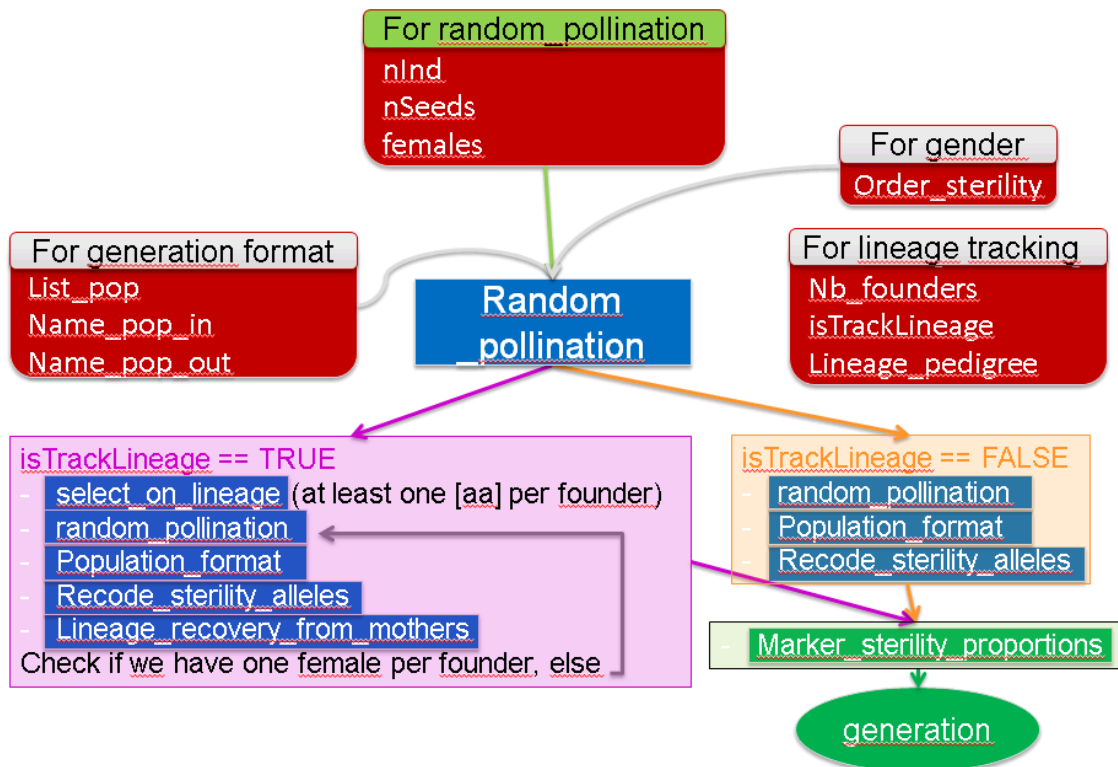 For random_pollination
nInd
nSeeds
females
For gender
Order_sterility
For generation format
List_pop
Name_pop_in
Name_pop_out
For lineage tracking
Nb_founders
isTrackLineage
Lineage_pedigree
Random
_pollination
isTrackLineage == TRUE
- select_on_lineage (at least one [aa] per founder)
- random_pollination
- Population_format
- Recode_sterility_alleles
- Lineage_recovery_from_mothers
Check if we have one female per founder, else
isTrackLineage == FALSE
- random_pollination
- Population_format
- Recode_sterility_alleles
- Marker_sterility_proportions
generation